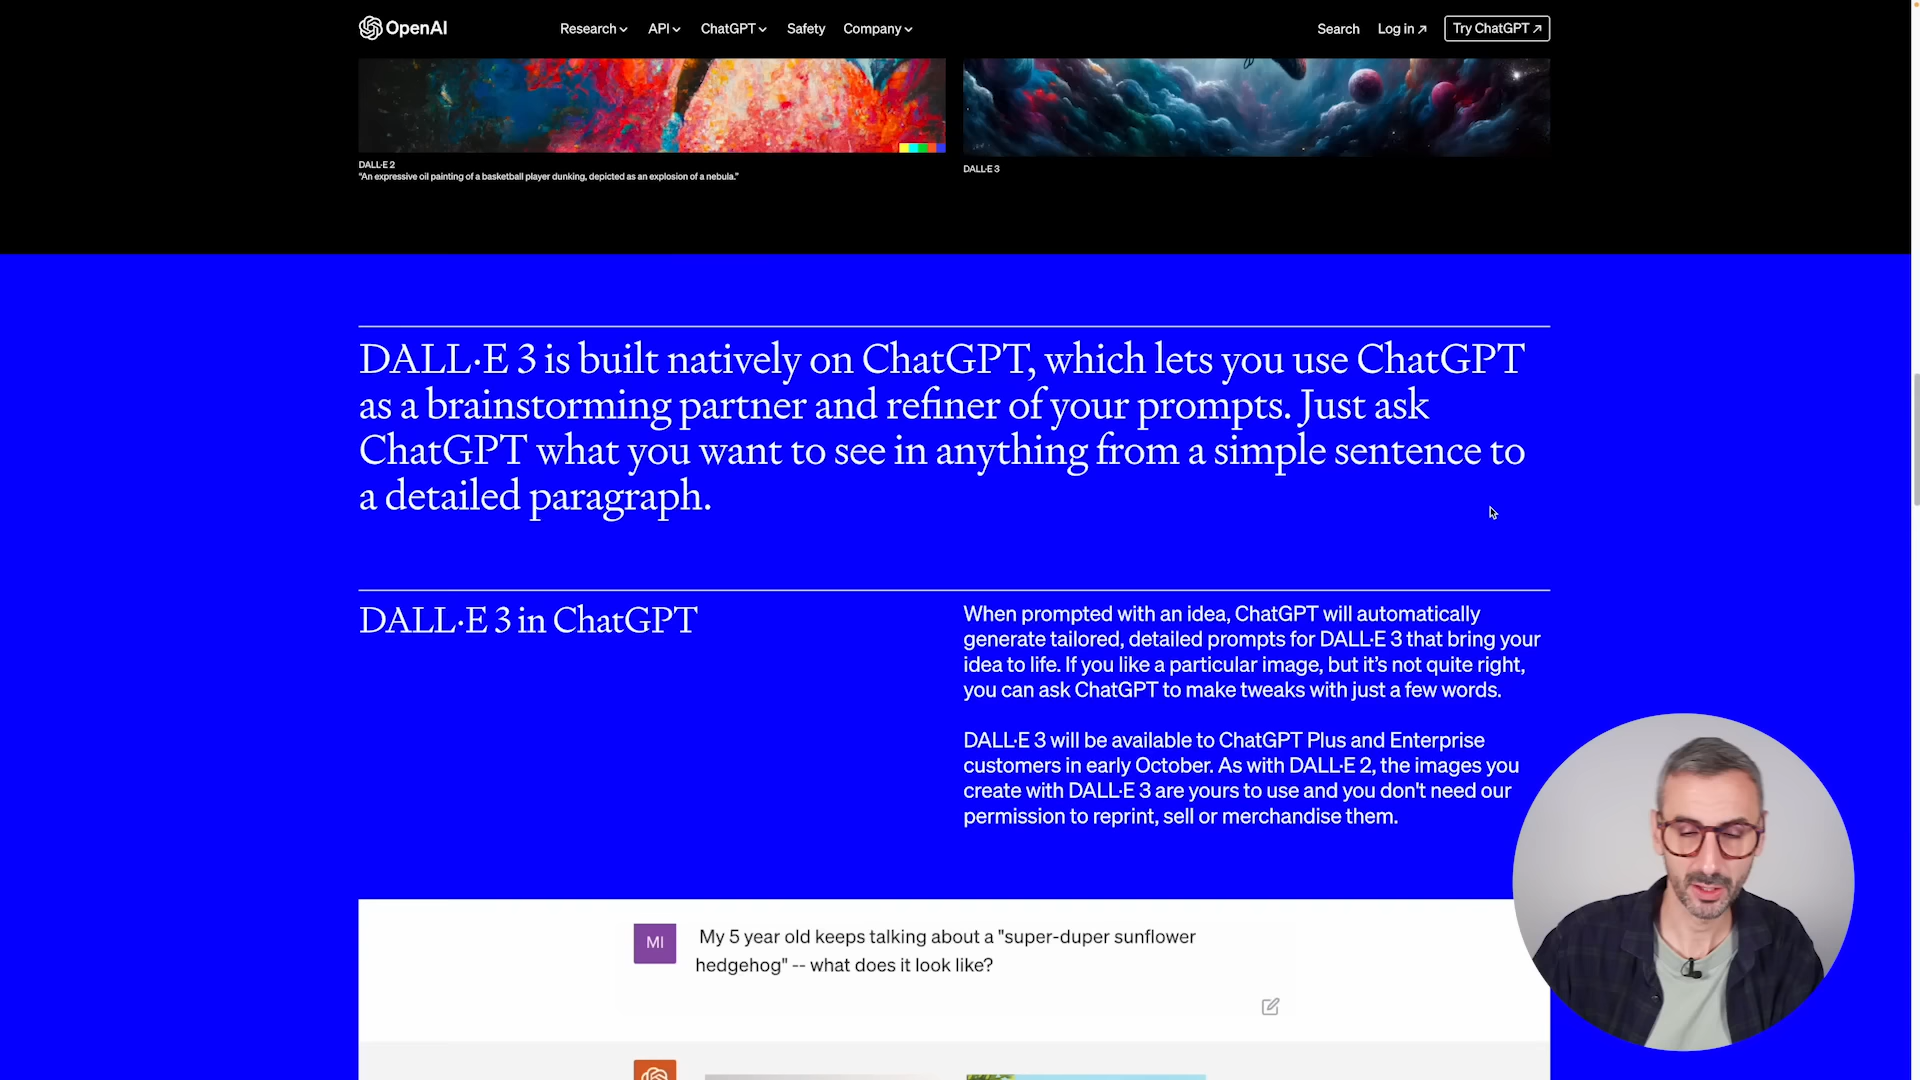 OpenAI
Research API ChatGPT Safety Company
Search Log in ↗ Try ChatGPT ↗
DALL·E 2
“An expressive oil painting of a basketball player dunking, depicted as an explosion of a nebula.”
DALL·E 3
DALL·E 3 is built natively on ChatGPT, which lets you use ChatGPT
as a brainstorming partner and refiner of your prompts. Just ask
ChatGPT what you want to see in anything from a simple sentence to
a detailed paragraph.
DALL·E 3 in ChatGPT
When prompted with an idea, ChatGPT will automatically
generate tailored, detailed prompts for DALL·E 3 that bring your
idea to life. If you like a particular image, but it’s not quite right,
you can ask ChatGPT to make tweaks with just a few words.
DALL·E 3 will be available to ChatGPT Plus and Enterprise
customers in early October. As with DALL·E 2, the images you
create with DALL·E 3 are yours to use and you don't need our
permission to reprint, sell or merchandise them.
MI
My 5 year old keeps talking about a "super-duper sunflower
hedgehog" -- what does it look like?